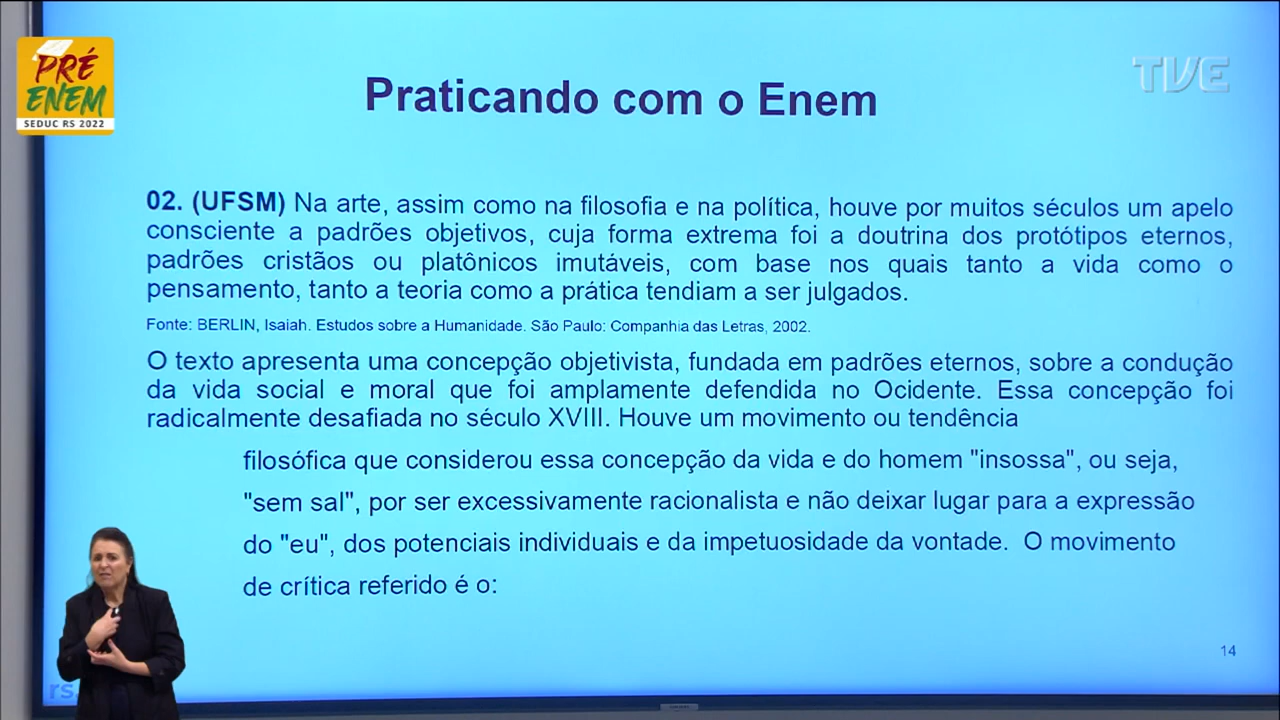 PRÉ
ENEM
SEDUC RS 2022
TVE
Praticando com o Enem
02. (UFSM) Na arte, assim como na filosofia e na política, houve por muitos séculos um apelo
consciente a padrões objetivos, cuja forma extrema foi a doutrina dos protótipos eternos,
padrões cristãos ou platônicos imutáveis, com base nos quais tanto a vida como o
pensamento, tanto a teoria como a prática tendiam a ser julgados.
Fonte: BERLIN, Isaiah. Estudos sobre a Humanidade. São Paulo: Companhia das Letras, 2002.
O texto apresenta uma concepção objetivista, fundada em padrões eternos, sobre a condução
da vida social e moral que foi amplamente defendida no Ocidente. Essa concepção foi
radicalmente desafiada no século XVIII. Houve um movimento ou tendência
filosófica que considerou essa concepção da vida e do homem "insossa", ou seja,
"sem sal", por ser excessivamente racionalista e não deixar lugar para a expressão
do "eu", dos potenciais individuais e da impetuosidade da vontade. O movimento
de crítica referido é o:
14
rs.